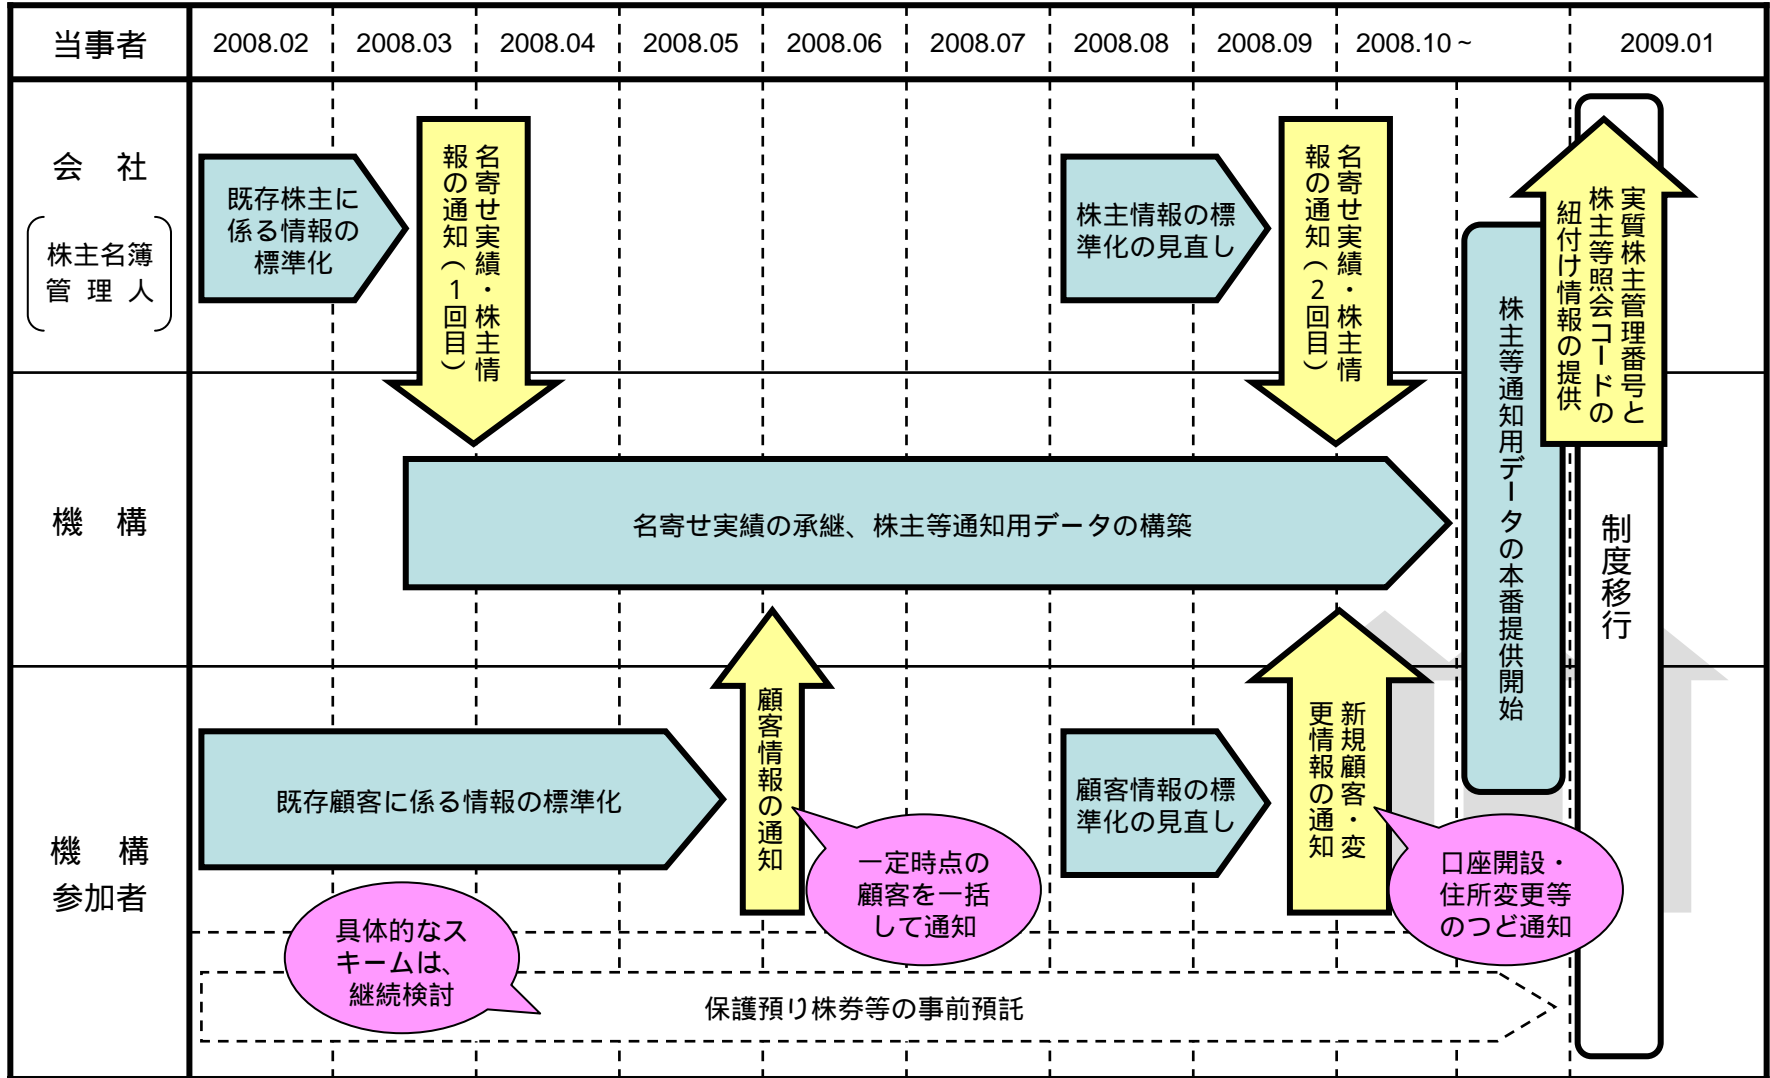 当事者
2008.02
2008.03
2008.04
2008.05
2008.06
2008.07
2008.08
2008.09
2008.10～
2009.01
会　社
株主名簿
管 理 人
既存株主に
係る情報の
標準化
名寄せ実績・株主情
報の通知（1回目）
株主情報の標
準化の見直し
名寄せ実績・株主情
報の通知（2回目）
実質株主管理番号と
株主等照会コードの
紐付け情報の提供
株主等通知用データの本番提供開始
制度移行
機　構
名寄せ実績の承継、株主等通知用データの構築
機　構
参加者
既存顧客に係る情報の標準化
顧客情報の通知
一定時点の
顧客を一括
して通知
顧客情報の標
準化の見直し
新規顧客・変
更情報の通知
口座開設・
住所変更等
のつど通知
具体的なス
キームは、
継続検討
保護預り株券等の事前預託